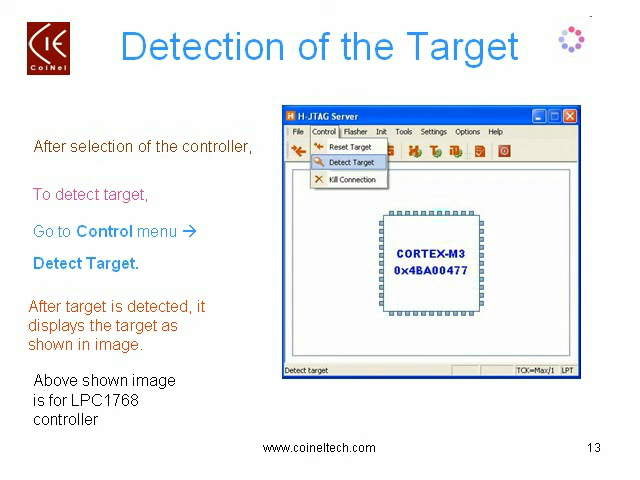 CoiNel
Detection of the Target
After selection of the controller,
To detect target,
Go to Control menu →
Detect Target.
After target is detected, it
displays the target as
shown in image.
Above shown image
is for LPC1768
controller
H-JTAG Server
File Control Flasher Init Tools Settings Options Help
Reset Target
Detect Target
Kill Connection
CORTEX-M3
0x4BA00477
Detect target TCK=Max/1 LPT
www.coineltech.com 13